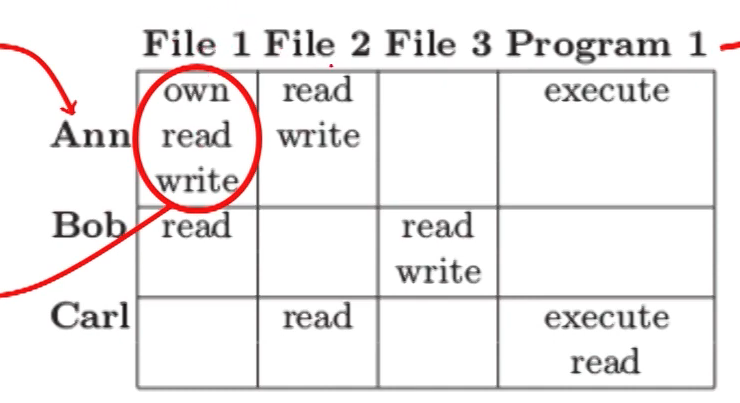 File 1 File 2 File 3 Program 1
own read execute
Ann read write
write
Bob read read
write
Carl read execute
read